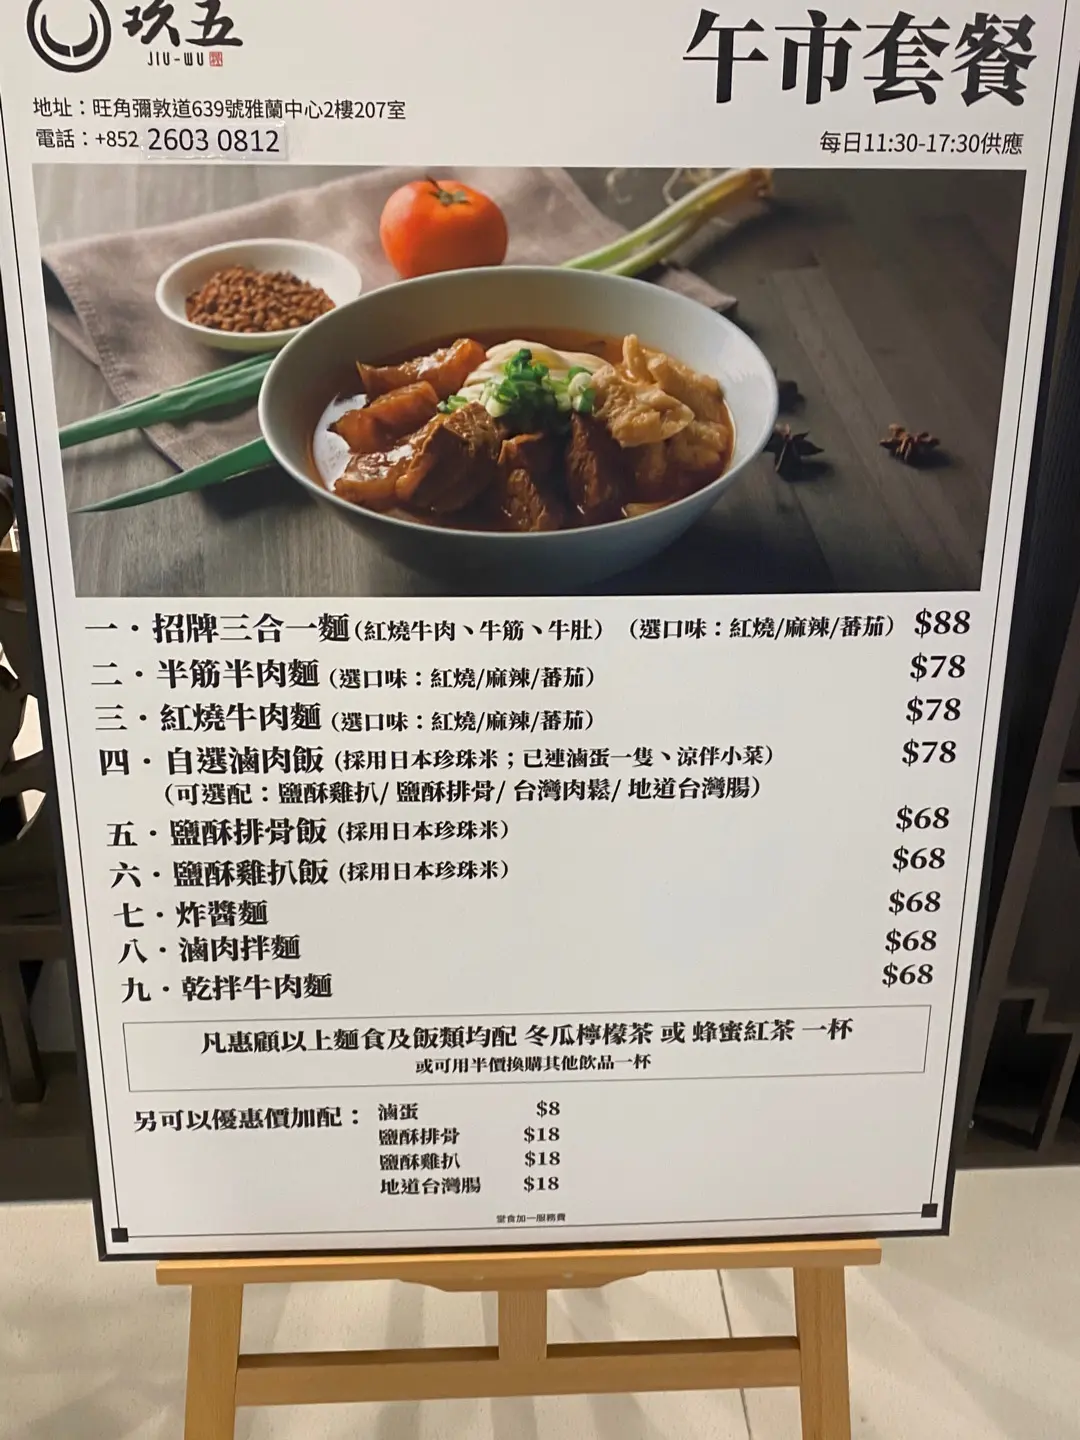 玖五
JIU-WU
午市套餐
地址：旺角彌敦道639號雅蘭中心2樓207室
電話：+852 2603 0812
每日11:30-17:30供應
一．招牌三合一麵(紅燒牛肉、牛筋、牛肚) (選口味：紅燒/麻辣/蕃茄) $88
二．半筋半肉麵 (選口味：紅燒/麻辣/蕃茄) $78
三．紅燒牛肉麵 (選口味：紅燒/麻辣/蕃茄) $78
四．自選滷肉飯 (採用日本珍珠米；已連滷蛋一隻、涼伴小菜) $78
(可選配：鹽酥雞扒/ 鹽酥排骨/ 台灣肉鬆/ 地道台灣腸)
五．鹽酥排骨飯 (採用日本珍珠米) $68
六．鹽酥雞扒飯 (採用日本珍珠米) $68
七．炸醬麵 $68
八．滷肉拌麵 $68
九．乾拌牛肉麵 $68
凡惠顧以上麵食及飯類均配 冬瓜檸檬茶 或 蜂蜜紅茶 一杯
或可用半價換購其他飲品一杯
另可以優惠價加配： 滷蛋 $8
鹽酥排骨 $18
鹽酥雞扒 $18
地道台灣腸 $18
堂食加一服務費